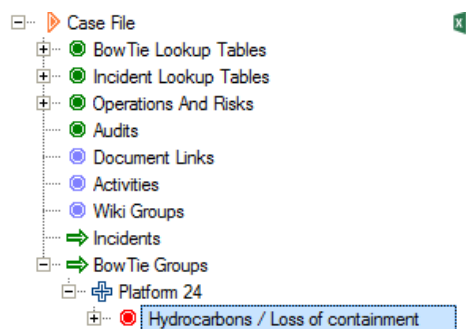 Case File
BowTie Lookup Tables
Incident Lookup Tables
Operations And Risks
Audits
Document Links
Activities
Wiki Groups
Incidents
BowTie Groups
Platform 24
Hydrocarbons / Loss of containment